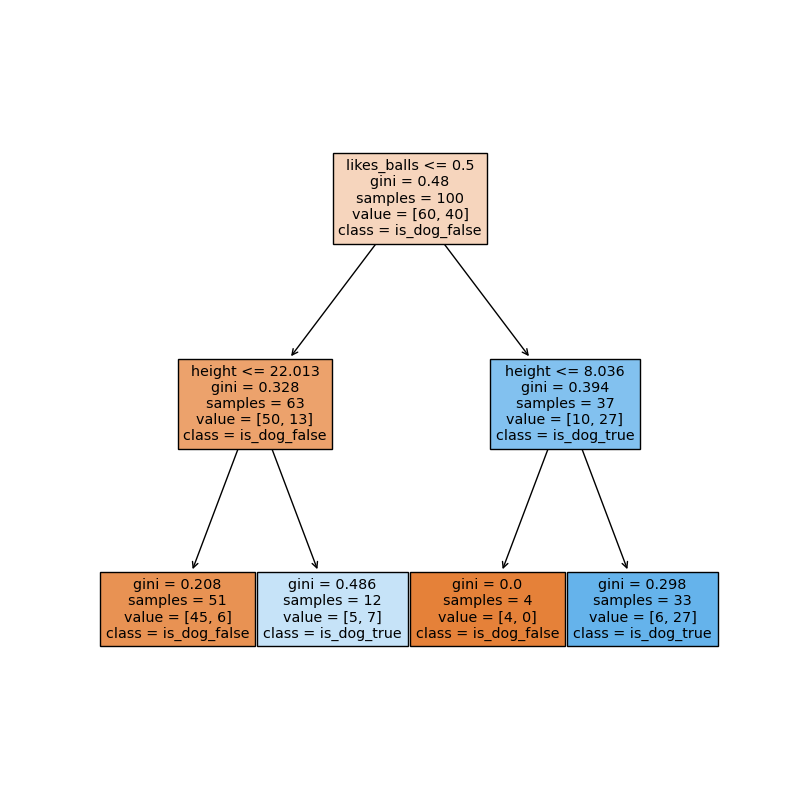 likes_balls <= 0.5
gini = 0.48
samples = 100
value = [60, 40]
class = is_dog_false
height <= 22.013
gini = 0.328
samples = 63
value = [50, 13]
class = is_dog_false
height <= 8.036
gini = 0.394
samples = 37
value = [10, 27]
class = is_dog_true
gini = 0.208
samples = 51
value = [45, 6]
class = is_dog_false
gini = 0.486
samples = 12
value = [5, 7]
class = is_dog_true
gini = 0.0
samples = 4
value = [4, 0]
class = is_dog_false
gini = 0.298
samples = 33
value = [6, 27]
class = is_dog_true